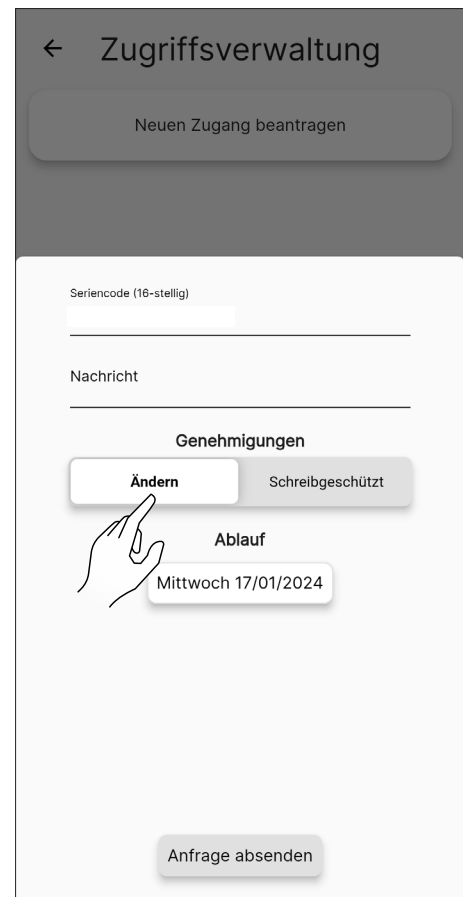 Zugriffsverwaltung
Neuen Zugang beantragen
Seriencode (16-stellig)
Nachricht
Genehmigungen
Ändern Schreibgeschützt
Ablauf
Mittwoch 17/01/2024
Anfrage absenden